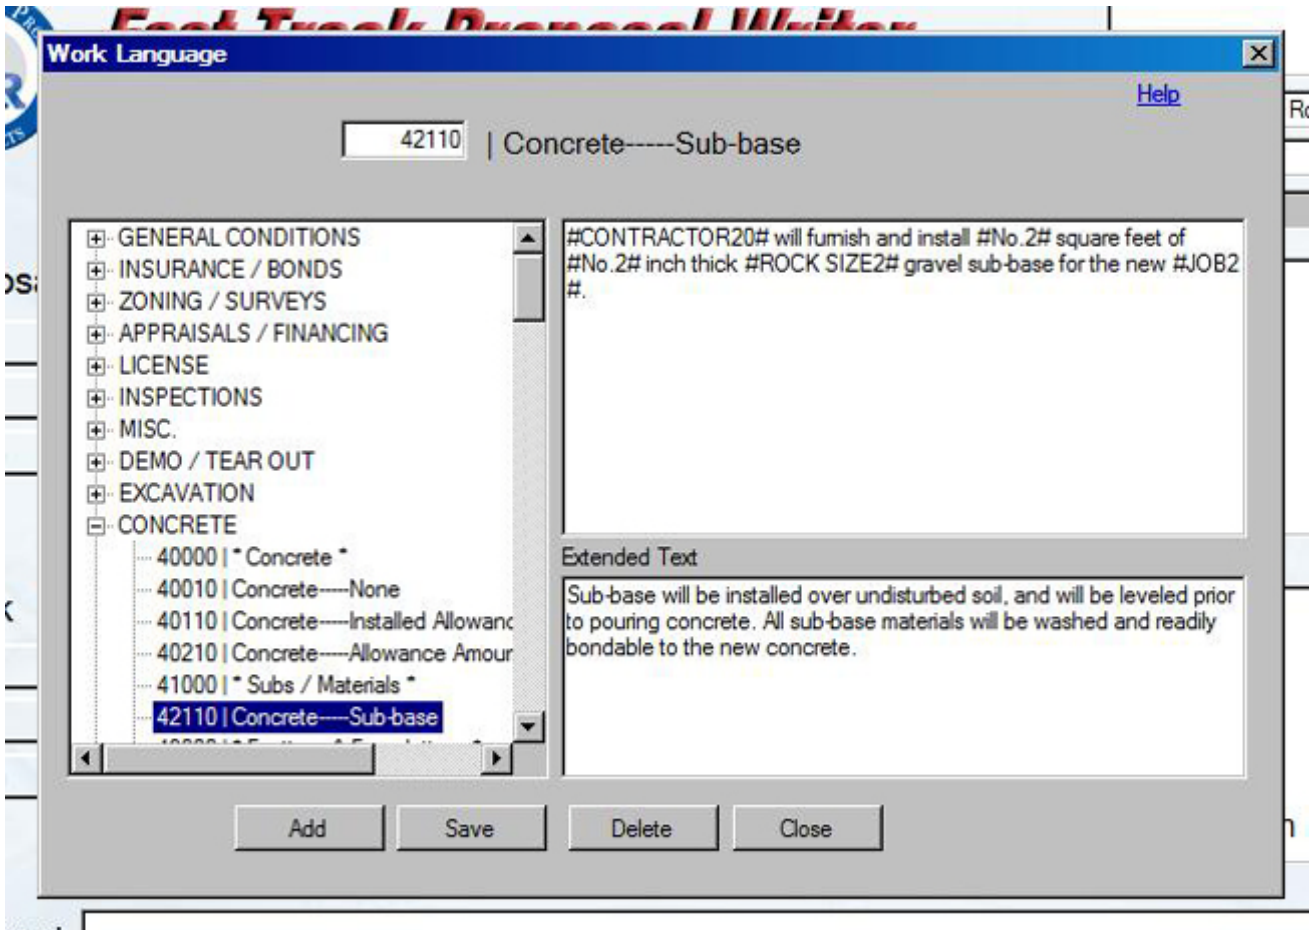 Fast Track Proposal Writer
Work Language
Help
42110 | Concrete-----Sub-base
GENERAL CONDITIONS
INSURANCE / BONDS
ZONING / SURVEYS
APPRAISALS / FINANCING
LICENSE
INSPECTIONS
MISC.
DEMO / TEAR OUT
EXCAVATION
CONCRETE
40000 | * Concrete *
40010 | Concrete-----None
40110 | Concrete-----Installed Allowanc
40210 | Concrete-----Allowance Amour
41000 | * Subs / Materials *
42110 | Concrete-----Sub-base
#CONTRACTOR20# will furnish and install #No.2# square feet of
#No.2# inch thick #ROCK SIZE2# gravel sub-base for the new #JOB2
#.
Extended Text
Sub-base will be installed over undisturbed soil, and will be leveled prior
to pouring concrete. All sub-base materials will be washed and readily
bondable to the new concrete.
Add
Save
Delete
Close